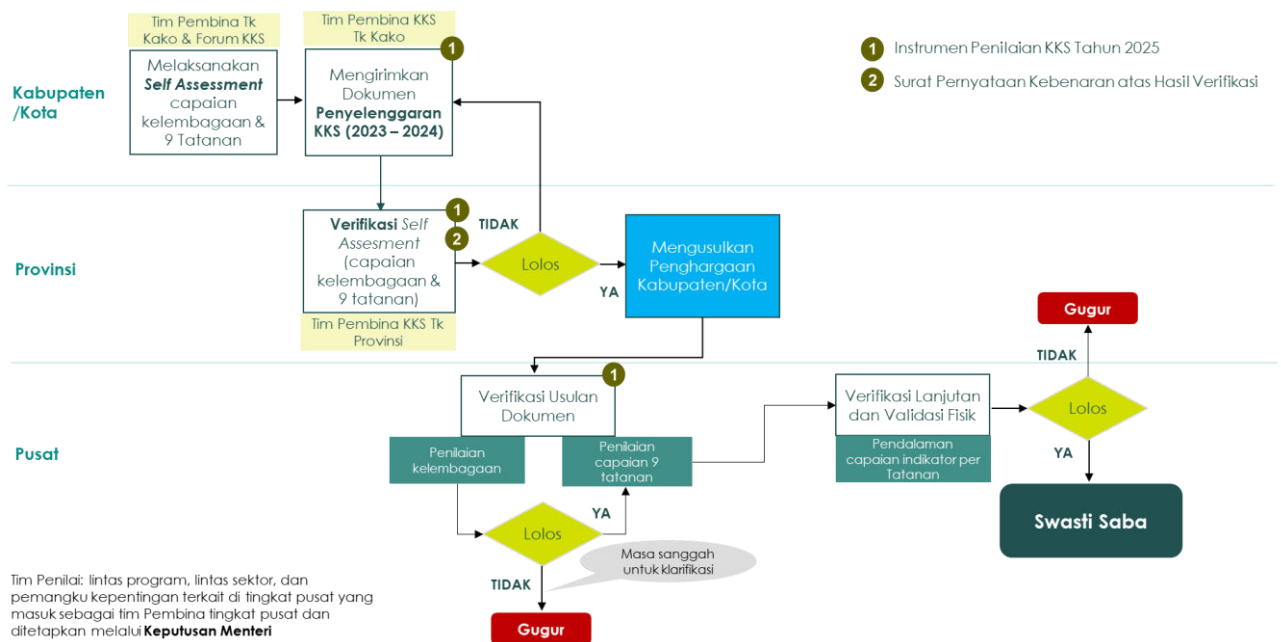 Tim Pembina Tk
Kako & Forum KKS
Tim Pembina KKS
Tk Kako
1 Instrumen Penilaian KKS Tahun 2025
2 Surat Pernyataan Kebenaran atas Hasil Verifikasi
Kabupaten
/Kota
Melaksanakan
Self Assessment
capaian
kelembagaan &
9 Tatanan
1
Mengirimkan
Dokumen
Penyelenggaran
KKS (2023 – 2024)
Provinsi
1
2
Verifikasi Self
Assesment
(capaian
kelembagaan &
9 tatanan)
Tim Pembina KKS Tk
Provinsi
TIDAK
Lolos
YA
Mengusulkan
Penghargaan
Kabupaten/Kota
Pusat
1
Verifikasi Usulan
Dokumen
Penilaian
kelembagaan
Penilaian
capaian 9
tatanan
Lolos
YA
TIDAK
Masa sanggah
untuk klarifikasi
Gugur
Verifikasi Lanjutan
dan Validasi Fisik
Pendalaman
capaian indikator per
Tatanan
Gugur
TIDAK
Lolos
YA
Swasti Saba
Tim Penilai: lintas program, lintas sektor, dan
pemangku kepentingan terkait di tingkat pusat yang
masuk sebagai tim Pembina tingkat pusat dan
ditetapkan melalui Keputusan Menteri